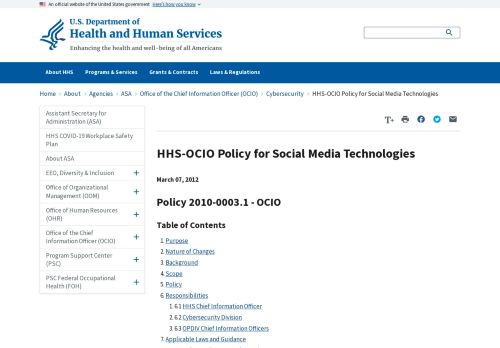 An official website of the United States government Here's how you know
U.S. Department of
Health and Human Services
Enhancing the health and well-being of all Americans
About HHS Programs & Services Grants & Contracts Laws & Regulations
Home › About › Agencies › ASA › Office of the Chief Information Officer (OCIO) › Cybersecurity › HHS-OCIO Policy for Social Media Technologies
Assistant Secretary for
Administration (ASA)
HHS COVID-19 Workplace Safety
Plan
About ASA
EEO, Diversity & Inclusion +
Office of Organizational
Management (OOM) +
Office of Human Resources
(OHR) +
Office of the Chief
Information Officer (OCIO) +
Program Support Center
(PSC) +
PSC Federal Occupational
Health (FOH) +
T+
HHS-OCIO Policy for Social Media Technologies
March 07, 2012
Policy 2010-0003.1 - OCIO
Table of Contents
1. Purpose
2. Nature of Changes
3. Background
4. Scope
5. Policy
6. Responsibilities
1. 6.1 HHS Chief Information Officer
2. 6.2 Cybersecurity Division
3. 6.3 OPDIV Chief Information Officers
7. Applicable Laws and Guidance